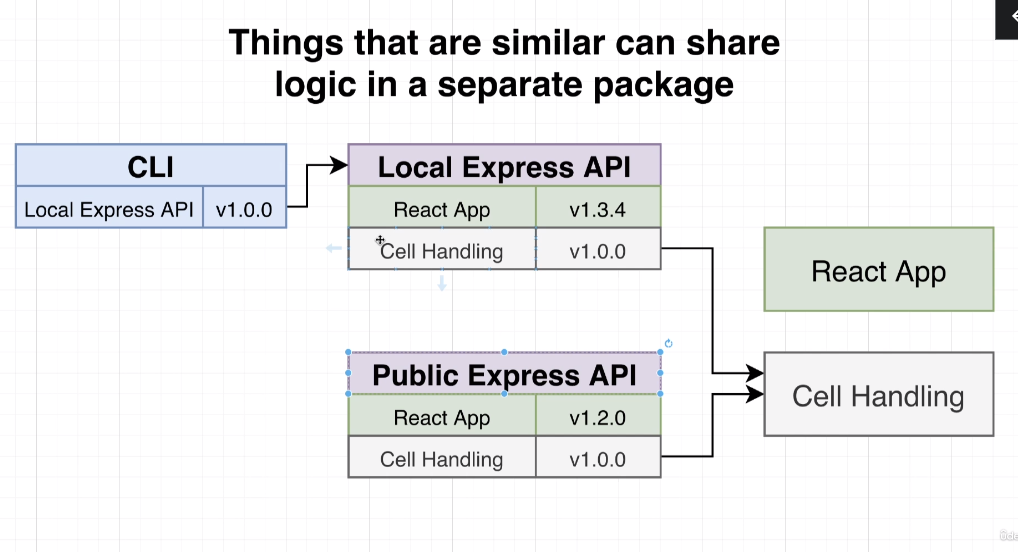 Things that are similar can share
logic in a separate package
CLI
Local Express API v1.0.0
Local Express API
React App v1.3.4
Cell Handling v1.0.0
React App
Public Express API
React App v1.2.0
Cell Handling v1.0.0
Cell Handling